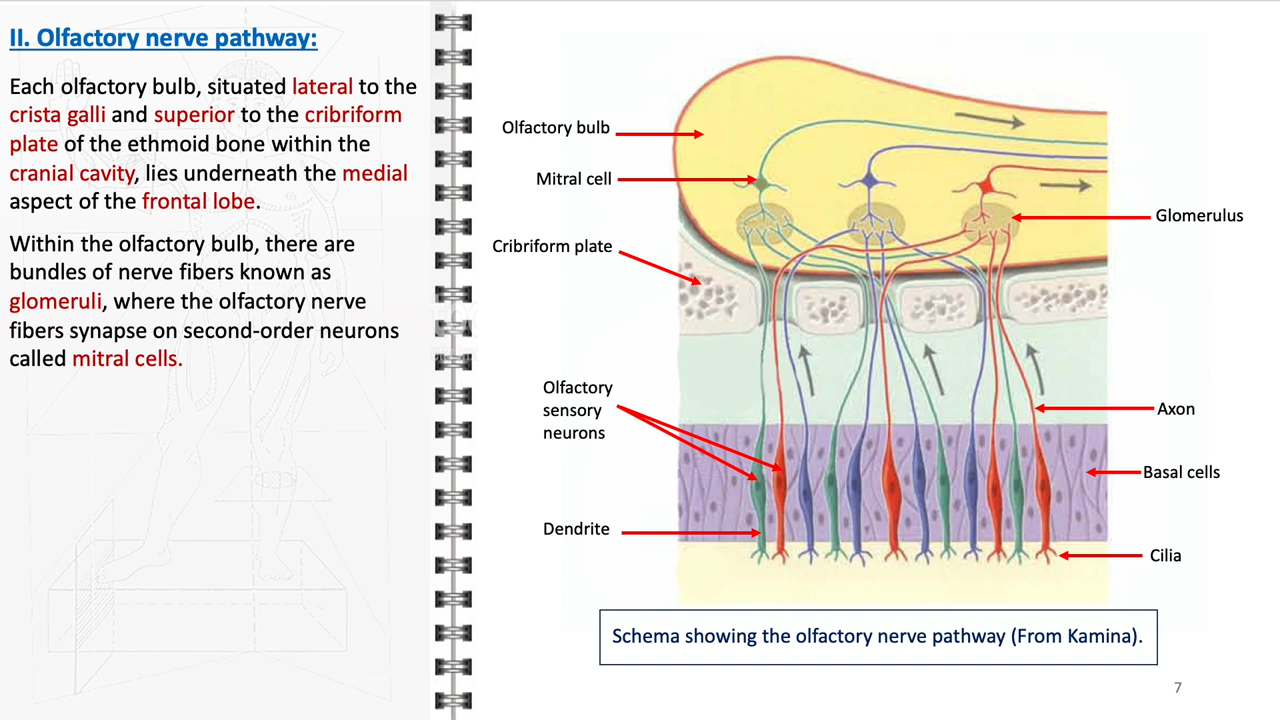 II. Olfactory nerve pathway:
Each olfactory bulb, situated lateral to the
crista galli and superior to the cribriform
plate of the ethmoid bone within the
cranial cavity, lies underneath the medial
aspect of the frontal lobe.
Within the olfactory bulb, there are
bundles of nerve fibers known as
glomeruli, where the olfactory nerve
fibers synapse on second-order neurons
called mitral cells.
Olfactory bulb
Mitral cell
Cribriform plate
Glomerulus
Olfactory
sensory
neurons
Axon
Basal cells
Dendrite
Cilia
Schema showing the olfactory nerve pathway (From Kamina).
7